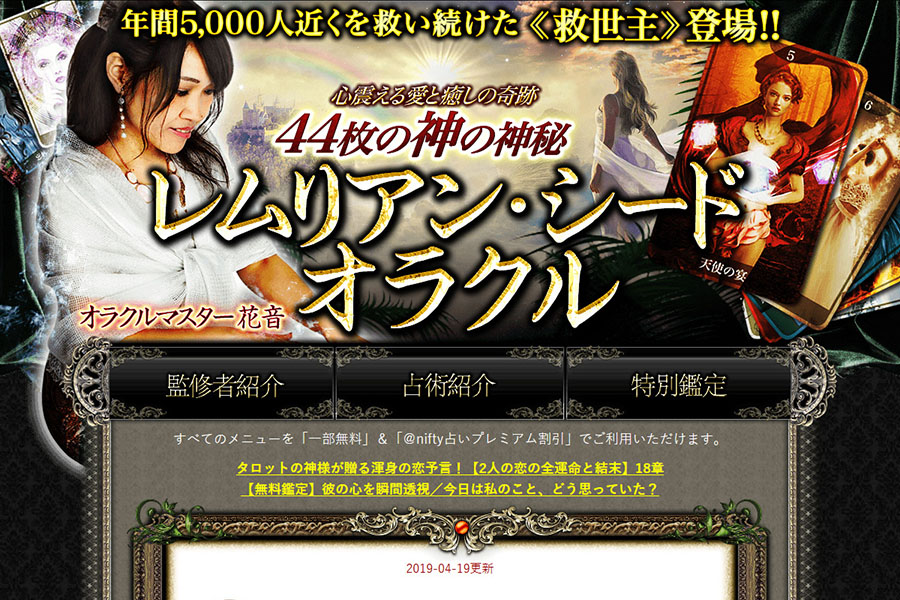 年間5,000人近くを救い続けた《救世主》登場!!
心震える愛と癒しの奇跡
44枚の神の神秘
レムリアン・シード
オラクル
オラクルマスター 花音
5
天使の宴
6
監修者紹介
占術紹介
特別鑑定
すべてのメニューを「一部無料」&「@nifty占いプレミアム割引」でご利用いただけます。
タロットの神様が贈る渾身の恋予言!【2人の恋の全運命と結末】18章
【無料鑑定】彼の心を瞬間透視／今日は私のこと、どう思っていた？
2019-04-19更新